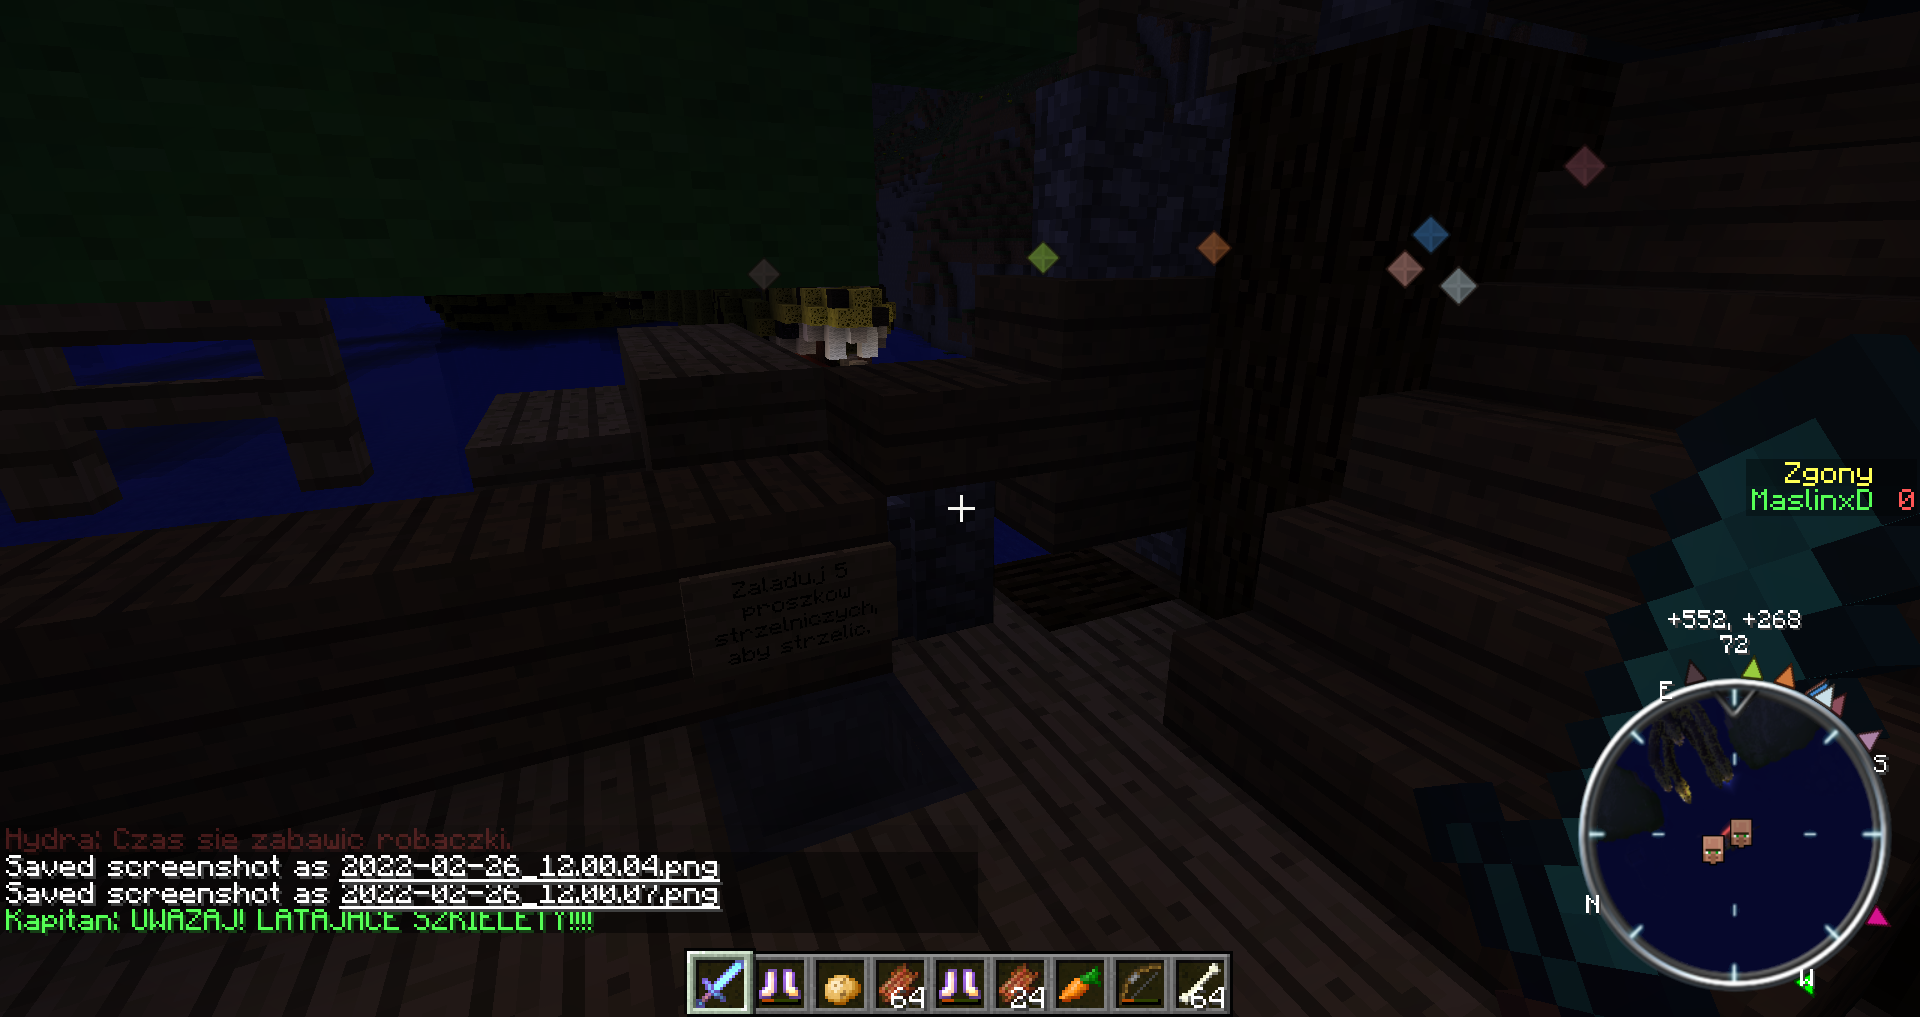 Zaladuj 5
proszkow
strzelniczych,
aby strzelic.
Zgony
MaslinxD 0
+552, +268
72
E
S
N
W
Hydra: Czas sie zabawic robaczki.
Saved screenshot as 2022-02-26_12.00.04.png
Saved screenshot as 2022-02-26_12.00.07.png
Kapitan: UWAZAJ! LATAJACE SZKIELETY!!!!
64
24
64